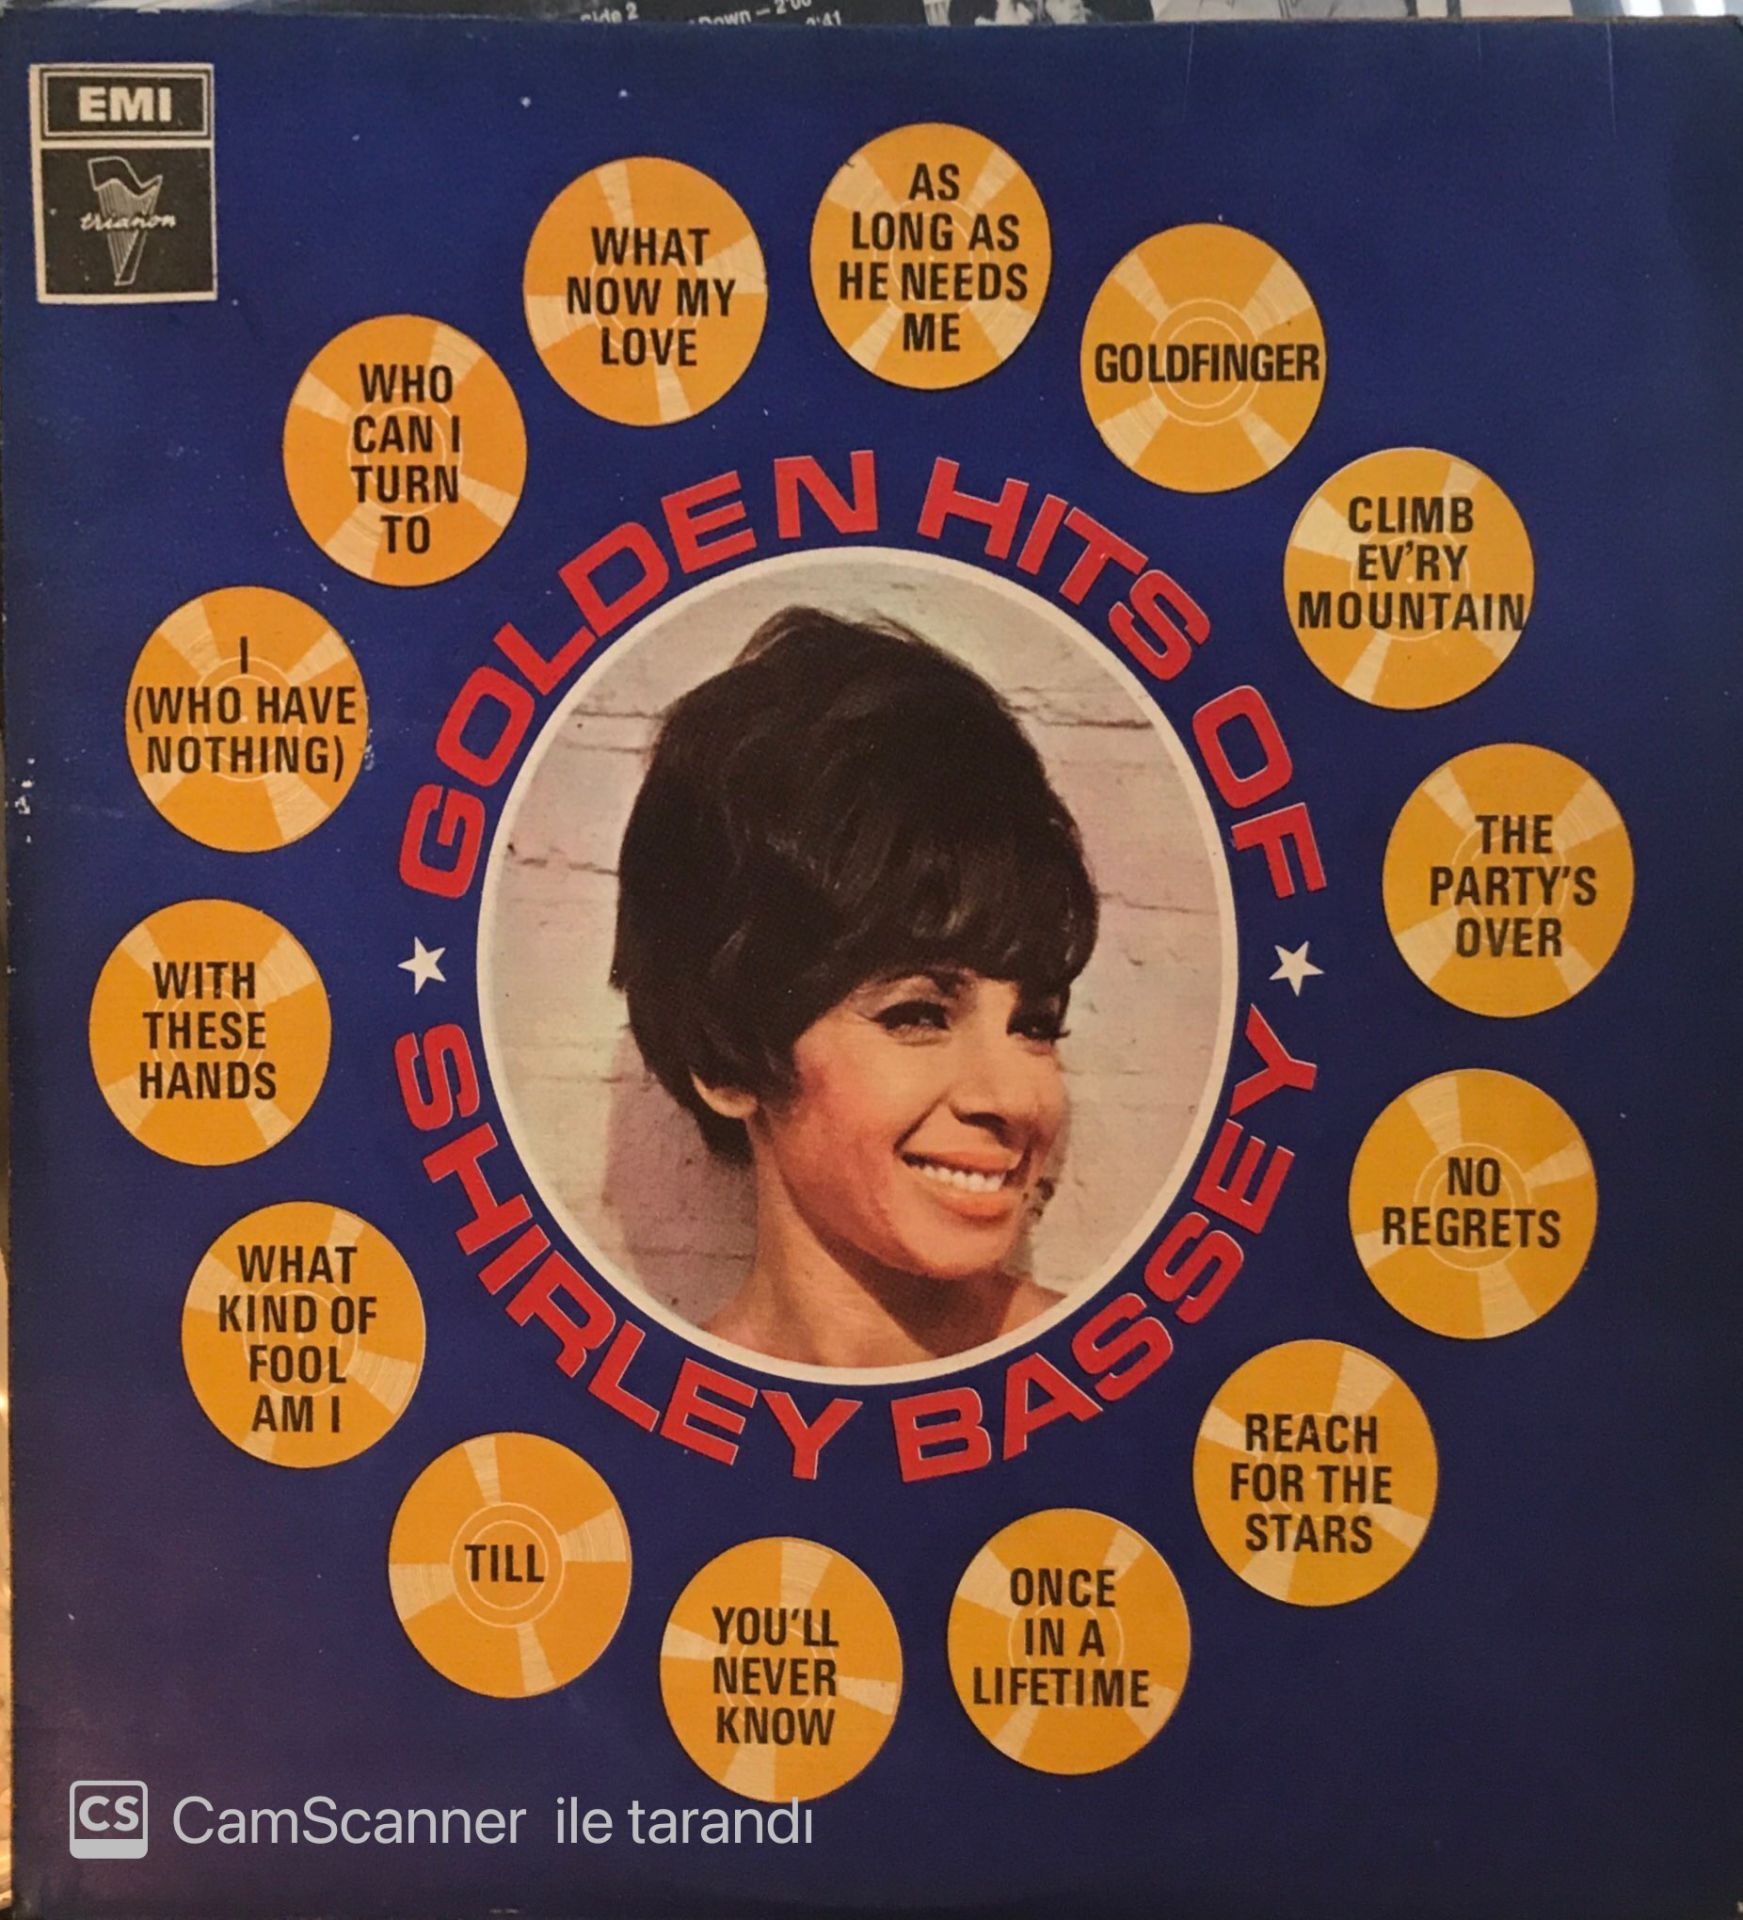 Side 2
EMI
trianon
AS
LONG AS
HE NEEDS
ME
GOLDFINGER
CLIMB
EV'RY
MOUNTAIN
THE
PARTY'S
OVER
NO
REGRETS
REACH
FOR THE
STARS
ONCE
IN A
LIFETIME
YOU'LL
NEVER
KNOW
TILL
WHAT
KIND OF
FOOL
AM I
WITH
THESE
HANDS
I
(WHO HAVE
NOTHING)
WHO
CAN I
TURN
TO
WHAT
NOW MY
LOVE
GOLDEN HITS OF
SHIRLEY BASSEY
CS CamScanner ile tarandı